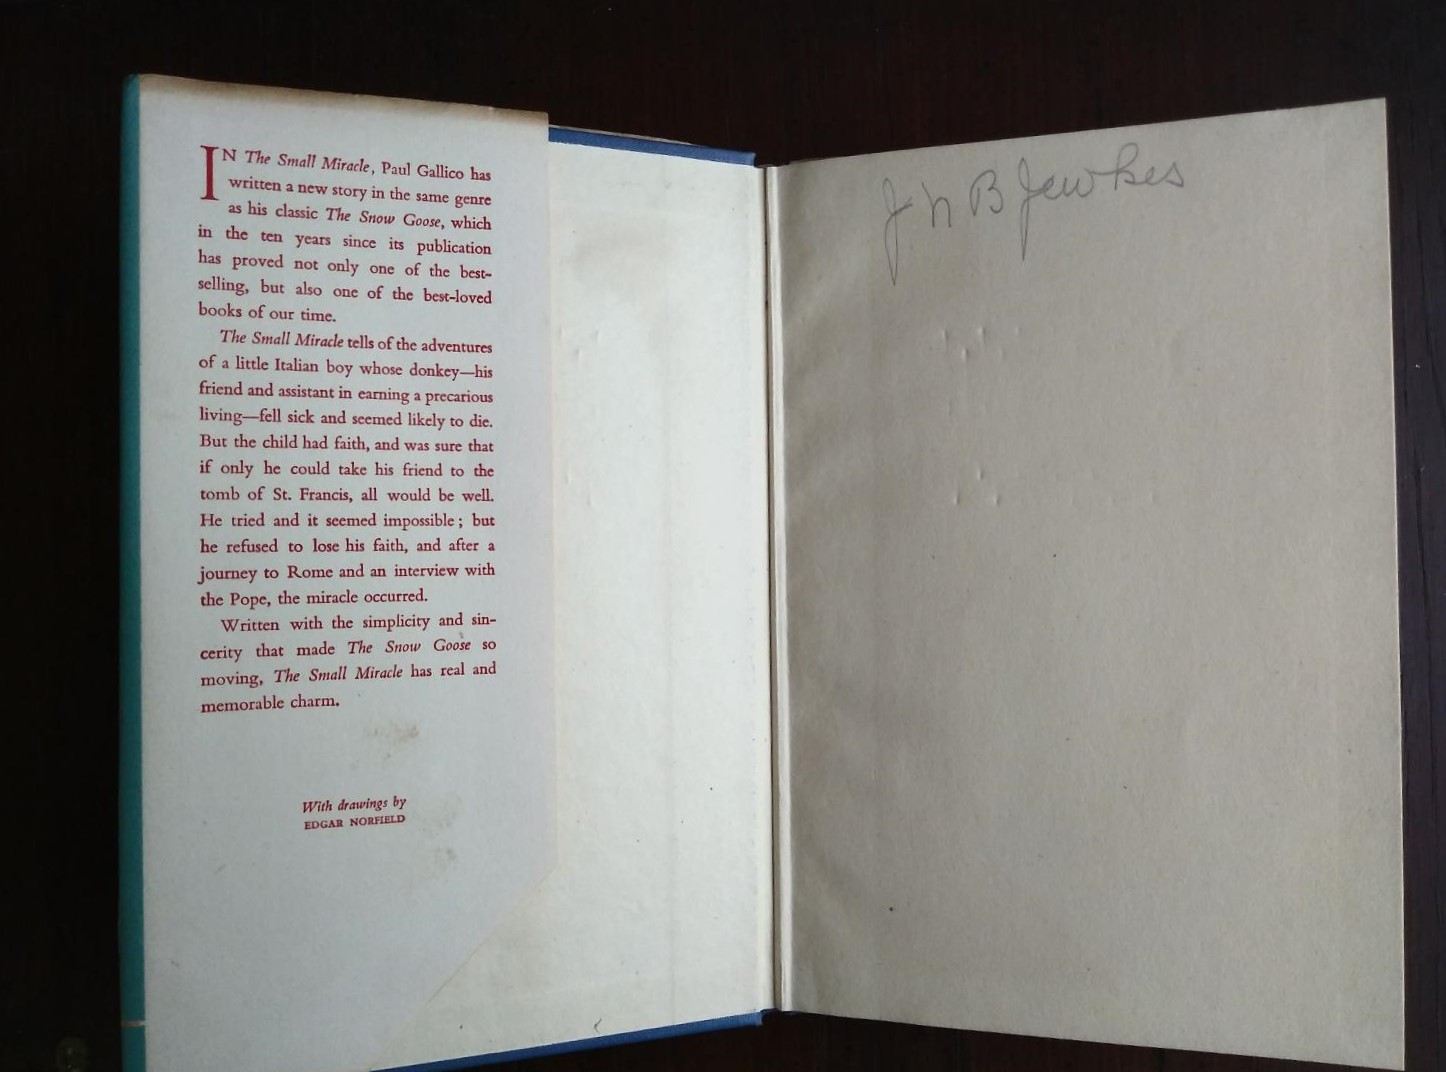 IN The Small Miracle, Paul Gallico has
written a new story in the same genre
as his classic The Snow Goose, which
in the ten years since its publication
has proved not only one of the best-
selling, but also one of the best-loved
books of our time.
The Small Miracle tells of the adventures
of a little Italian boy whose donkey—his
friend and assistant in earning a precarious
living—fell sick and seemed likely to die.
But the child had faith, and was sure that
if only he could take his friend to the
tomb of St. Francis, all would be well.
He tried and it seemed impossible; but
he refused to lose his faith, and after a
journey to Rome and an interview with
the Pope, the miracle occurred.
Written with the simplicity and sin-
cerity that made The Snow Goose so
moving, The Small Miracle has real and
memorable charm.
With drawings by
EDGAR NORFIELD
J N B Jewkes